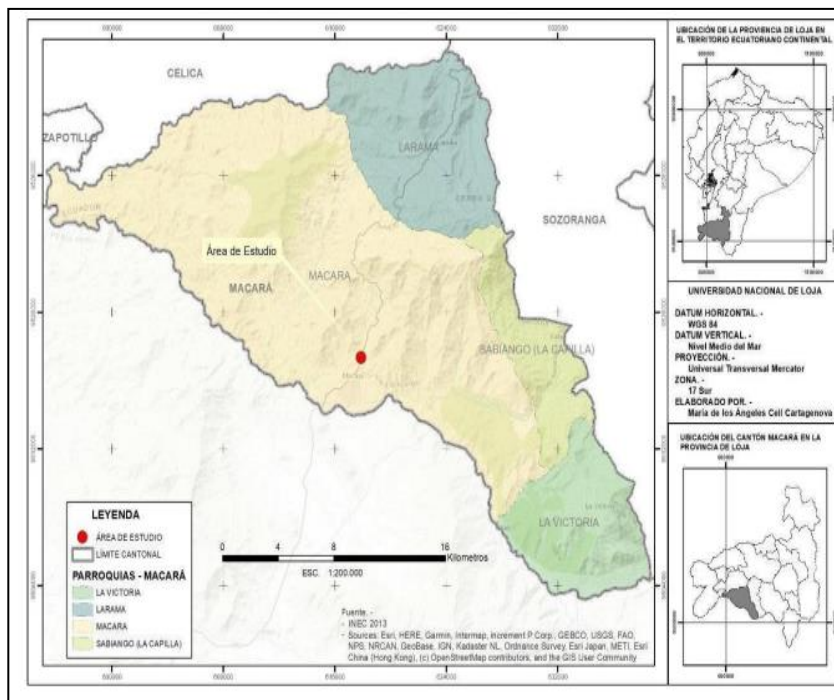 CELICA
ZAPOTILLO
LARAMA
SOZORANGA
ECUADOR
Área de Estudio
MACARA
MACARÁ
SABIANGO (LA CAPILLA)
LA VICTORIA
LEYENDA
ÁREA DE ESTUDIO
LÍMITE CANTONAL
PARROQUIAS - MACARÁ
LA VICTORIA
LARAMA
MACARA
SABIANGO (LA CAPILLA)
0 4 8 16
Kilometros
ESC. 1:200.000
Fuente. -
- INEC 2013
- Sources: Esri, HERE, Garmin, Intermap, increment P Corp., GEBCO, USGS, FAO,
NPS, NRCAN, GeoBase, IGN, Kadaster NL, Ordnance Survey, Esri Japan, METI, Esri
China (Hong Kong), (c) OpenStreetMap contributors, and the GIS User Community
UBICACIÓN DE LA PROVIENCIA DE LOJA EN
EL TERRITORIO ECUATORIANO CONTINENTAL
UNIVERSIDAD NACIONAL DE LOJA
DATUM HORIZONTAL. -
WGS 84
DATUM VERTICAL. -
Nivel Medio del Mar
PROYECCIÓN. -
Universal Transversal Mercator
ZONA. -
17 Sur
ELABORADO POR. -
María de los Ángeles Celi Cartagenova
UBICACIÓN DEL CANTÓN MACARÁ EN LA
PROVINCIA DE LOJA